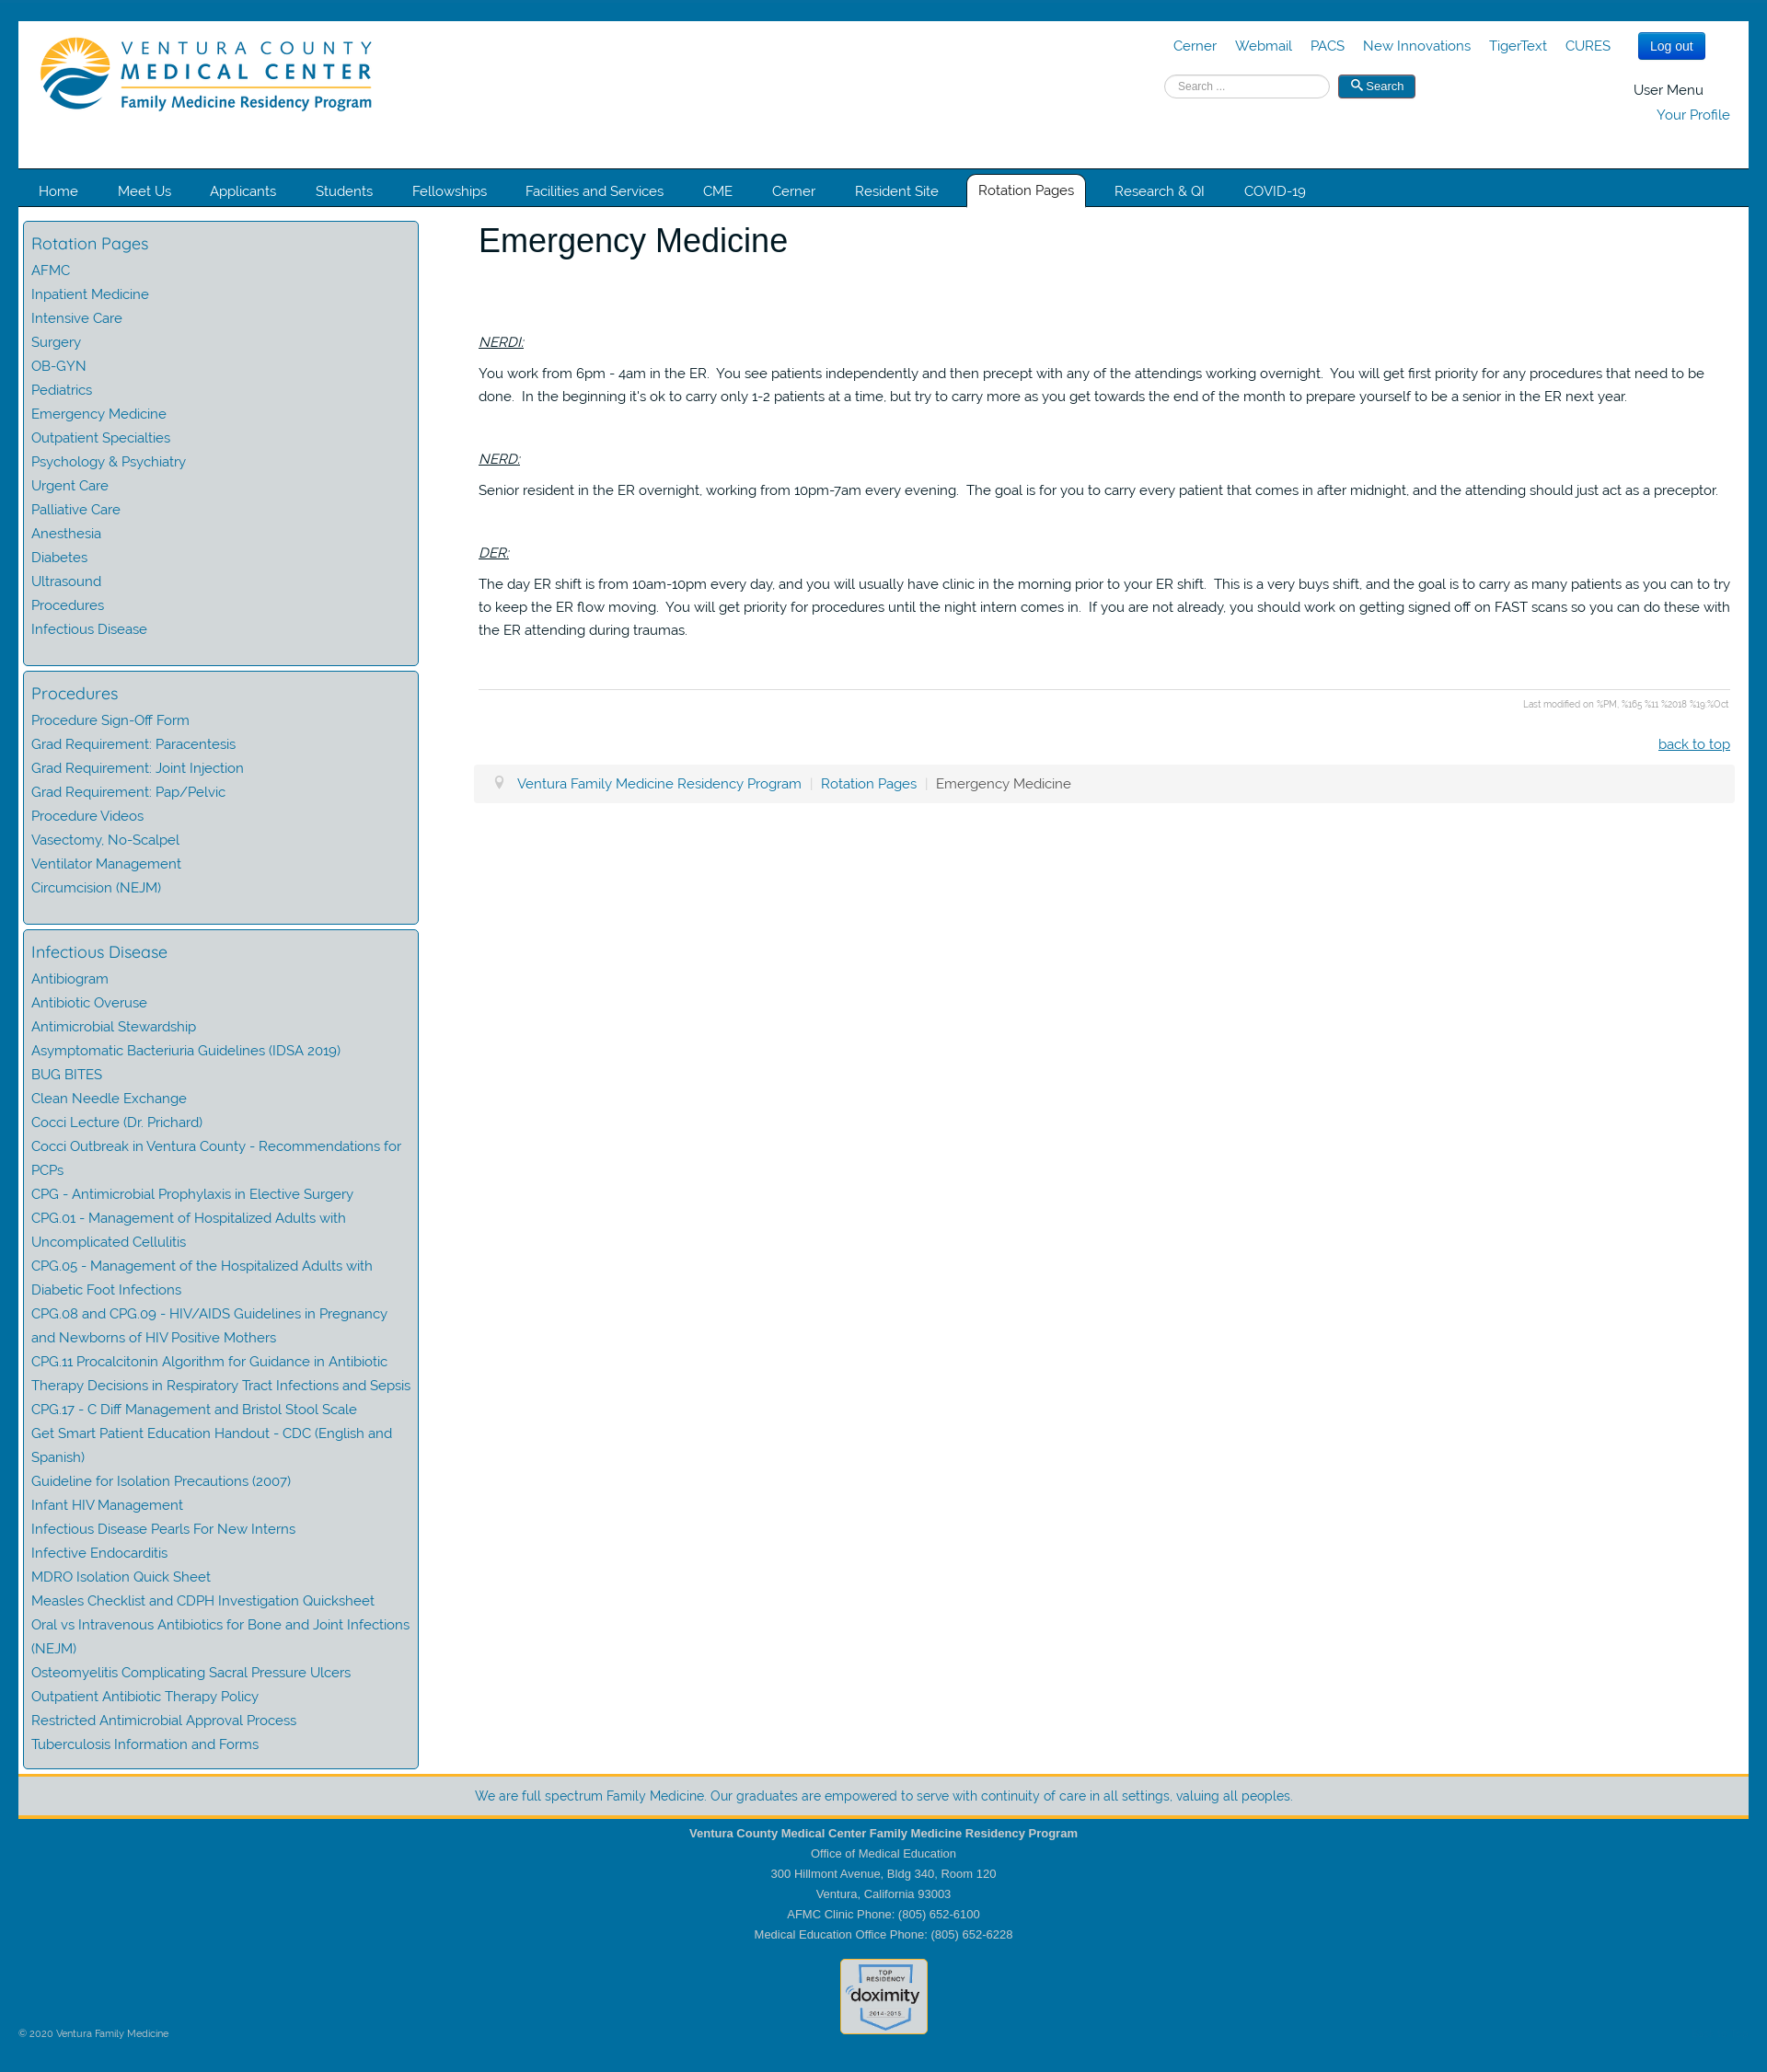 VENTURA COUNTY
MEDICAL CENTER
Family Medicine Residency Program
Cerner Webmail PACS New Innovations TigerText CURES Log out
Search ... Search
User Menu
Your Profile
Home Meet Us Applicants Students Fellowships Facilities and Services CME Cerner Resident Site Rotation Pages Research & QI COVID-19
Rotation Pages
AFMC
Inpatient Medicine
Intensive Care
Surgery
OB-GYN
Pediatrics
Emergency Medicine
Outpatient Specialties
Psychology & Psychiatry
Urgent Care
Palliative Care
Anesthesia
Diabetes
Ultrasound
Procedures
Infectious Disease
Procedures
Procedure Sign-Off Form
Grad Requirement: Paracentesis
Grad Requirement: Joint Injection
Grad Requirement: Pap/Pelvic
Procedure Videos
Vasectomy, No-Scalpel
Ventilator Management
Circumcision (NEJM)
Infectious Disease
Antibiogram
Antibiotic Overuse
Antimicrobial Stewardship
Asymptomatic Bacteriuria Guidelines (IDSA 2019)
BUG BITES
Clean Needle Exchange
Cocci Lecture (Dr. Prichard)
Cocci Outbreak in Ventura County - Recommendations for
PCPs
CPG - Antimicrobial Prophylaxis in Elective Surgery
CPG.01 - Management of Hospitalized Adults with
Uncomplicated Cellulitis
CPG.05 - Management of the Hospitalized Adults with
Diabetic Foot Infections
CPG.08 and CPG.09 - HIV/AIDS Guidelines in Pregnancy
and Newborns of HIV Positive Mothers
CPG.11 Procalcitonin Algorithm for Guidance in Antibiotic
Therapy Decisions in Respiratory Tract Infections and Sepsis
CPG.17 - C Diff Management and Bristol Stool Scale
Get Smart Patient Education Handout - CDC (English and
Spanish)
Guideline for Isolation Precautions (2007)
Infant HIV Management
Infectious Disease Pearls For New Interns
Infective Endocarditis
MDRO Isolation Quick Sheet
Measles Checklist and CDPH Investigation Quicksheet
Oral vs Intravenous Antibiotics for Bone and Joint Infections
(NEJM)
Osteomyelitis Complicating Sacral Pressure Ulcers
Outpatient Antibiotic Therapy Policy
Restricted Antimicrobial Approval Process
Tuberculosis Information and Forms
Emergency Medicine
NERDI:
You work from 6pm - 4am in the ER. You see patients independently and then precept with any of the attendings working overnight. You will get first priority for any procedures that need to be
done. In the beginning it's ok to carry only 1-2 patients at a time, but try to carry more as you get towards the end of the month to prepare yourself to be a senior in the ER next year.
NERD:
Senior resident in the ER overnight, working from 10pm-7am every evening. The goal is for you to carry every patient that comes in after midnight, and the attending should just act as a preceptor.
DER:
The day ER shift is from 10am-10pm every day, and you will usually have clinic in the morning prior to your ER shift. This is a very buys shift, and the goal is to carry as many patients as you can to try
to keep the ER flow moving. You will get priority for procedures until the night intern comes in. If you are not already, you should work on getting signed off on FAST scans so you can do these with
the ER attending during traumas.
Last modified on %PM, %165 %11 %2018 %19:%Oct
back to top
Ventura Family Medicine Residency Program | Rotation Pages | Emergency Medicine
We are full spectrum Family Medicine. Our graduates are empowered to serve with continuity of care in all settings, valuing all peoples.
Ventura County Medical Center Family Medicine Residency Program
Office of Medical Education
300 Hillmont Avenue, Bldg 340, Room 120
Ventura, California 93003
AFMC Clinic Phone: (805) 652-6100
Medical Education Office Phone: (805) 652-6228
TOP
RESIDENCY
doximity
2014-2015
© 2020 Ventura Family Medicine